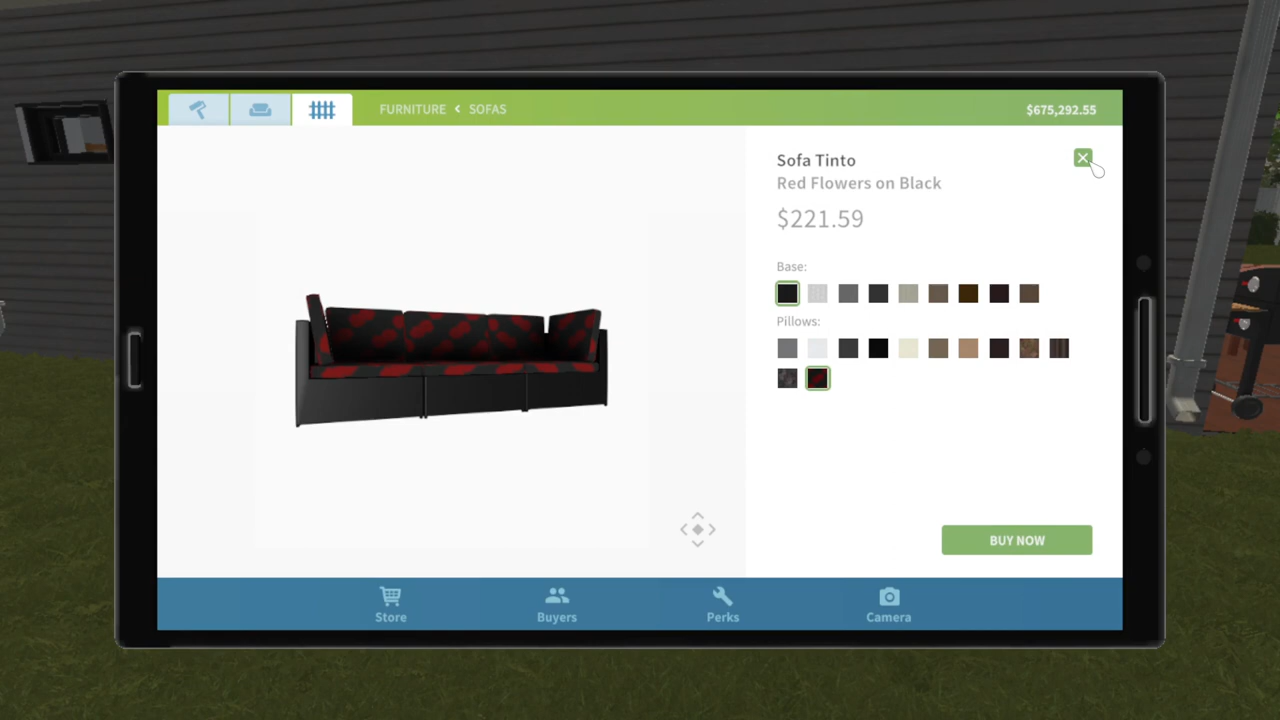 FURNITURE < SOFAS
$675,292.55
Sofa Tinto
Red Flowers on Black
$221.59
Base:
Pillows:
BUY NOW
Store
Buyers
Perks
Camera